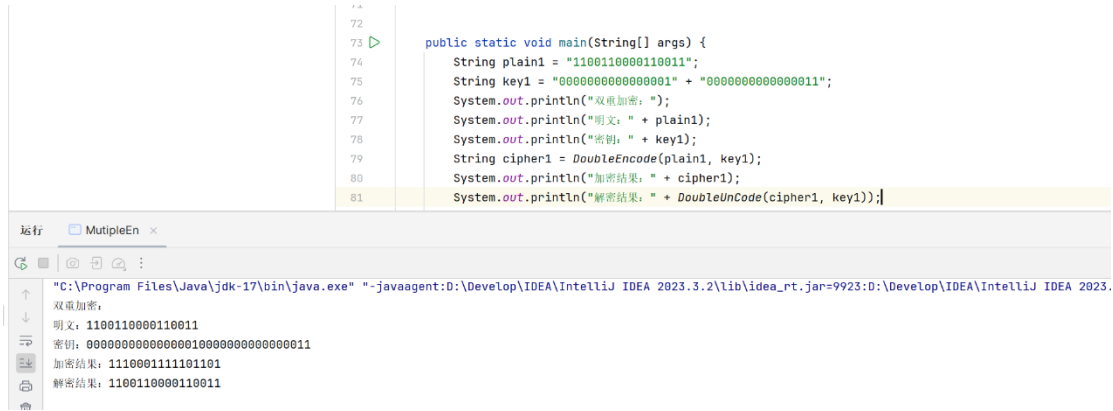 72
73 public static void main(String[] args) {
74 String plain1 = "1100110000110011";
75 String key1 = "0000000000000001" + "0000000000000011";
76 System.out.println("双重加密：");
77 System.out.println("明文：" + plain1);
78 System.out.println("密钥：" + key1);
79 String cipher1 = DoubleEncode(plain1, key1);
80 System.out.println("加密结果：" + cipher1);
81 System.out.println("解密结果：" + DoubleUnCode(cipher1, key1));
运行 MutipleEn ×
"C:\Program Files\Java\jdk-17\bin\java.exe" "-javaagent:D:\Develop\IDEA\IntelliJ IDEA 2023.3.2\lib\idea_rt.jar=9923:D:\Develop\IDEA\IntelliJ IDEA 2023.
双重加密：
明文：1100110000110011
密钥：00000000000000010000000000000011
加密结果：1110001111101101
解密结果：1100110000110011